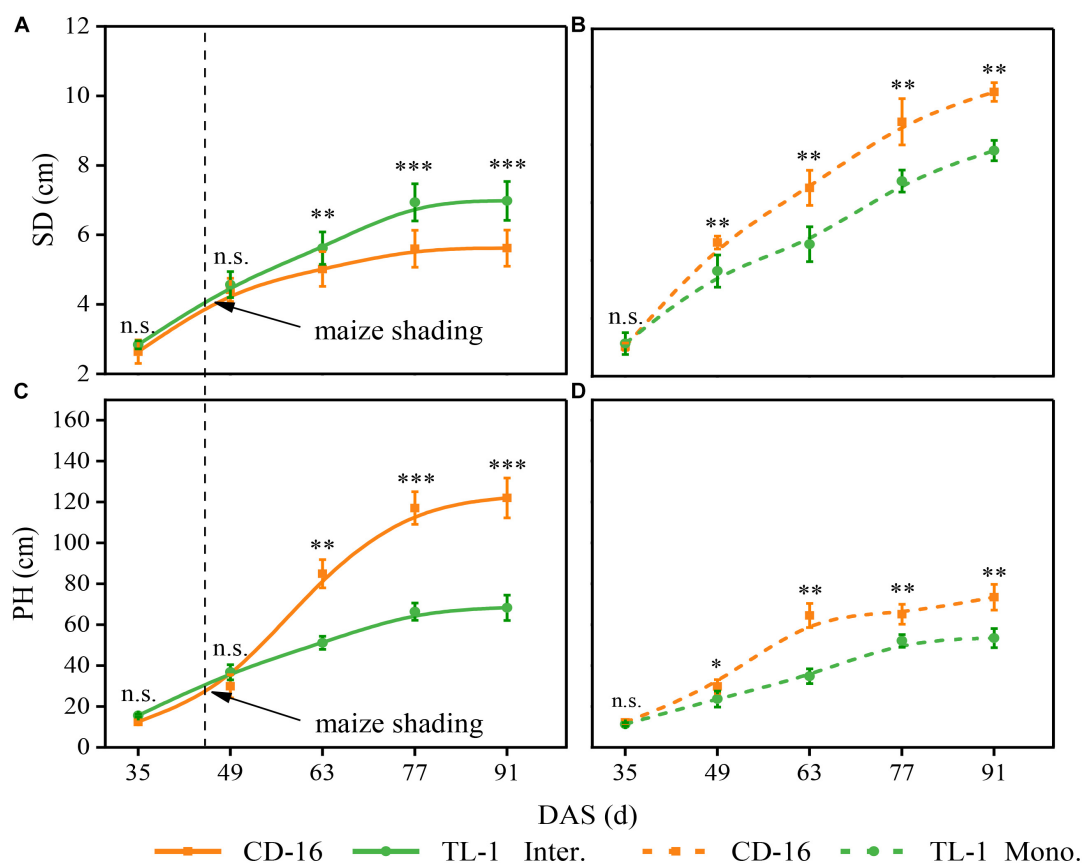 A
B
12
10
8
6
4
2
SD (cm)
n.s.
n.s.
**
***
***
maize shading
n.s.
**
**
**
**
C
D
160
140
120
100
80
60
40
20
0
PH (cm)
n.s.
n.s.
**
***
***
maize shading
n.s.
*
**
**
**
35 49 63 77 91
35 49 63 77 91
DAS (d)
CD-16 TL-1 Inter. CD-16 TL-1 Mono.